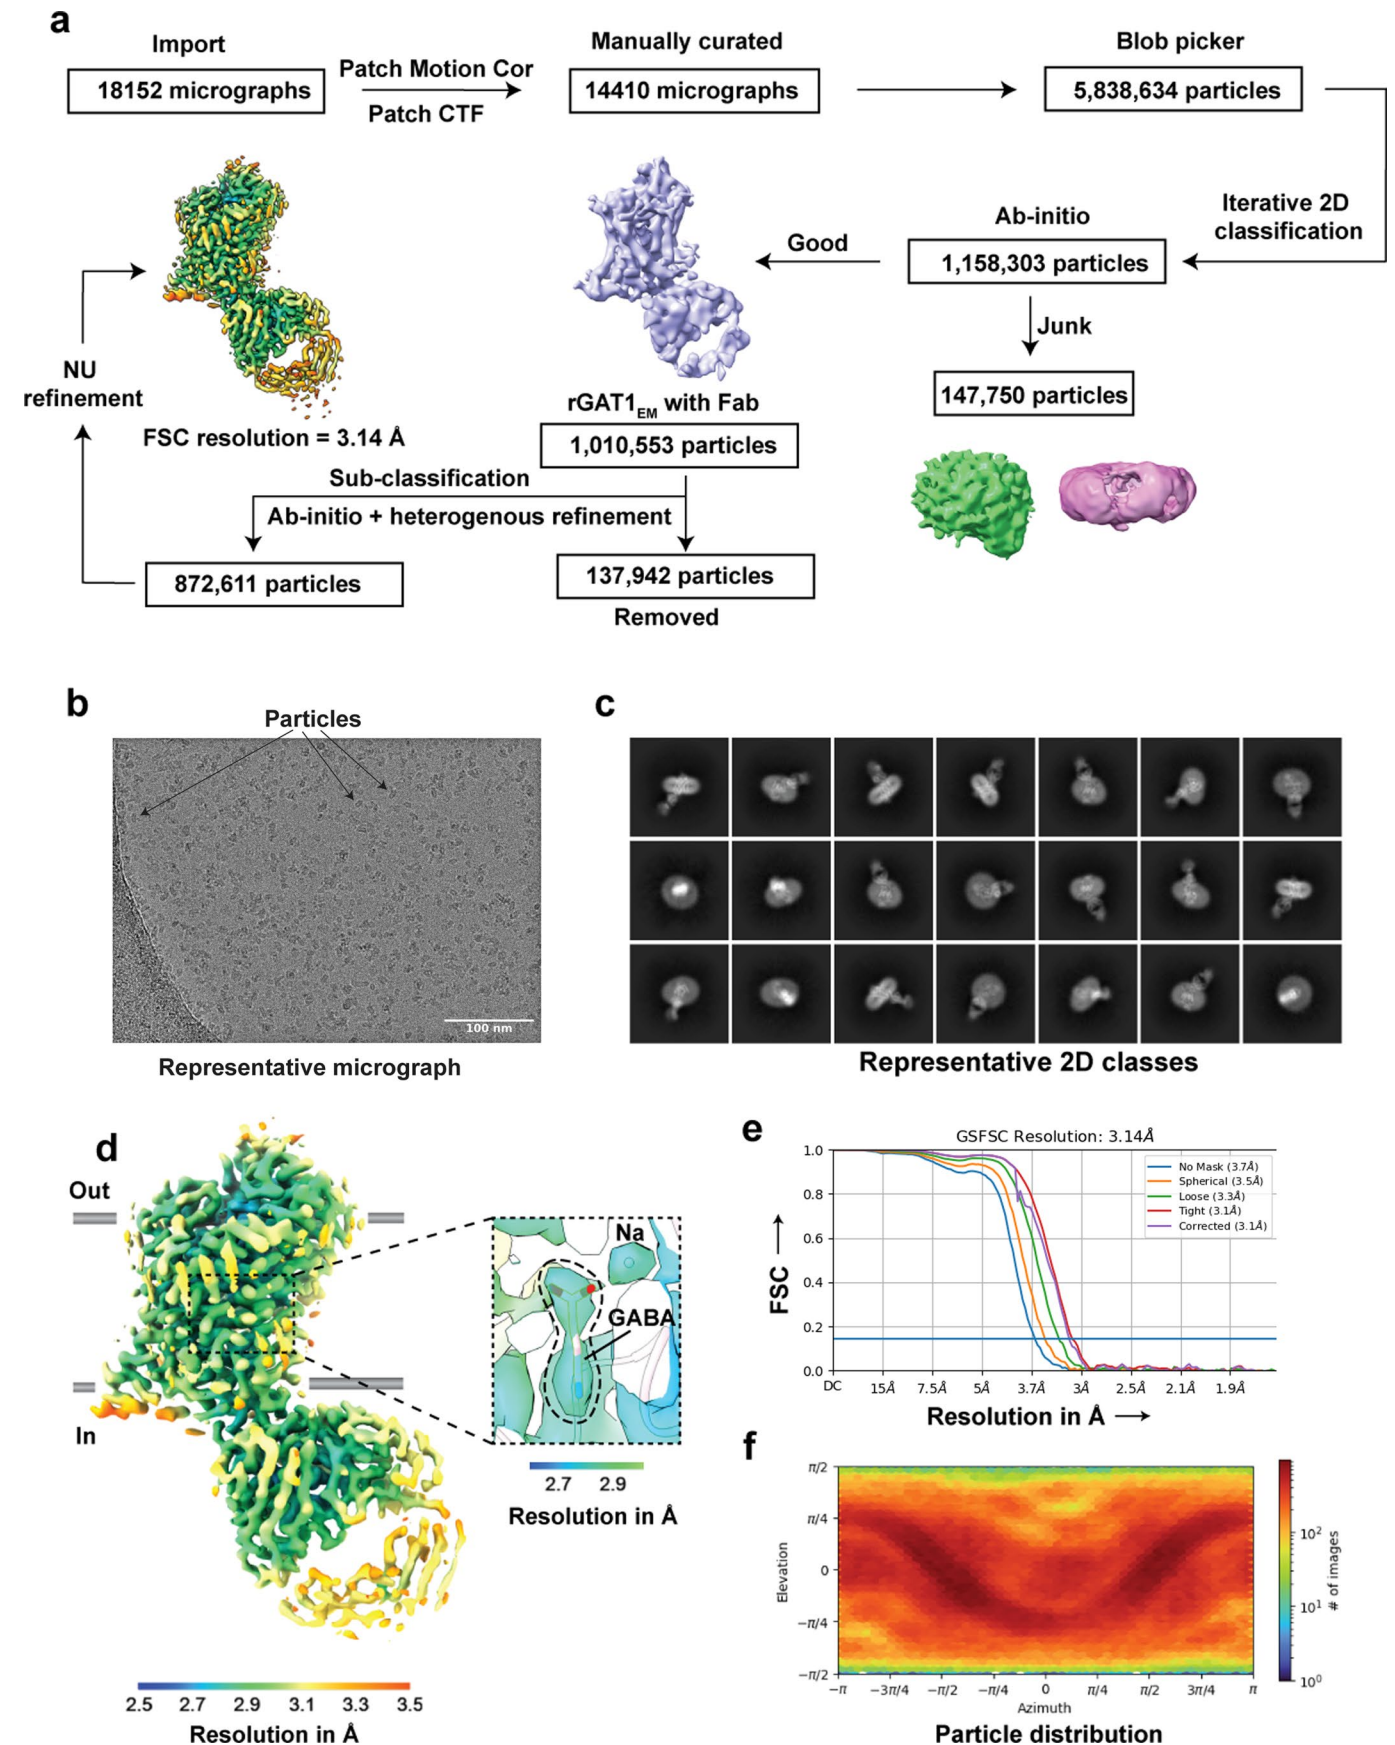 a
Import
18152 micrographs
Patch Motion Cor
Patch CTF
Manually curated
14410 micrographs
Blob picker
5,838,634 particles
Iterative 2D
classification
Ab-initio
1,158,303 particles
Good
Junk
147,750 particles
NU
refinement
FSC resolution = 3.14 Å
rGAT1EM with Fab
1,010,553 particles
Sub-classification
Ab-initio + heterogenous refinement
872,611 particles
137,942 particles
Removed
b
Particles
100 nm
Representative micrograph
c
Representative 2D classes
d
Out
In
Na
GABA
2.7 2.9
Resolution in Å
2.5 2.7 2.9 3.1 3.3 3.5
Resolution in Å
e
GSFSC Resolution: 3.14Å
No Mask (3.7Å)
Spherical (3.5Å)
Loose (3.3Å)
Tight (3.1Å)
Corrected (3.1Å)
1.0
0.8
0.6
0.4
0.2
0.0
FSC
DC 15Å 7.5Å 5Å 3.7Å 3Å 2.5Å 2.1Å 1.9Å
Resolution in Å
f
π/2
π/4
0
−π/4
−π/2
Elevation
−π −3π/4 −π/2 −π/4 0 π/4 π/2 3π/4 π
Azimuth
10²
10¹
10⁰
# of images
Particle distribution